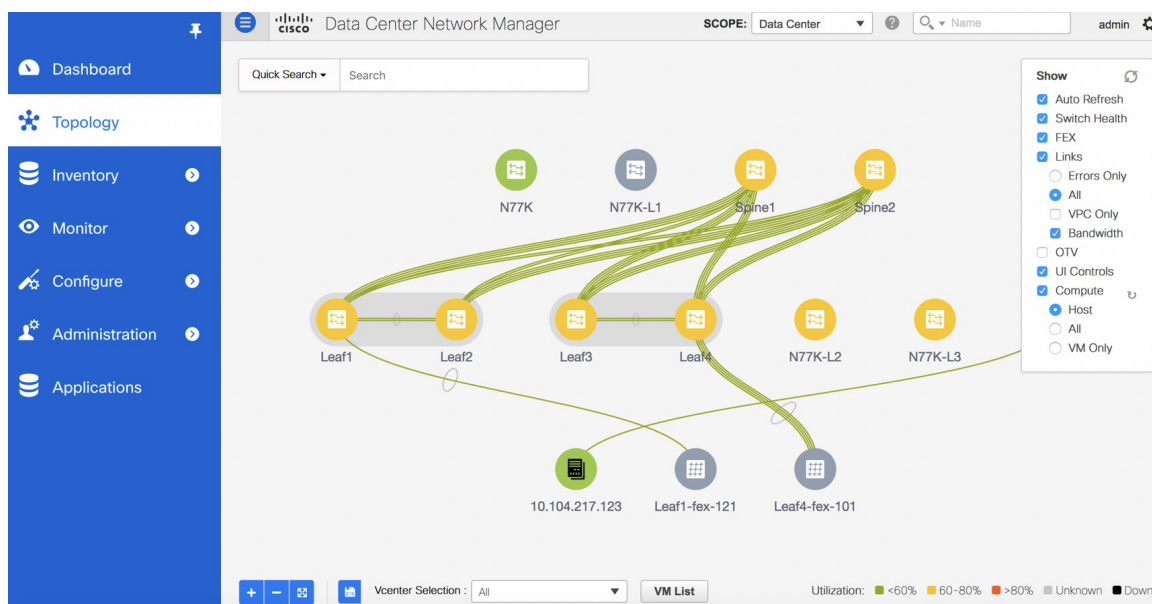 CISCO Data Center Network Manager SCOPE: Data Center Name admin
Dashboard
Topology
Inventory
Monitor
Configure
Administration
Applications
Quick Search Search
Show
Auto Refresh
Switch Health
FEX
Links
Errors Only
All
VPC Only
Bandwidth
OTV
UI Controls
Compute
Host
All
VM Only
N77K N77K-L1 Spine1 Spine2
Leaf1 Leaf2 Leaf3 Leaf4 N77K-L2 N77K-L3
10.104.217.123 Leaf1-fex-121 Leaf4-fex-101
Vcenter Selection : All VM List Utilization: <60% 60-80% >80% Unknown Down